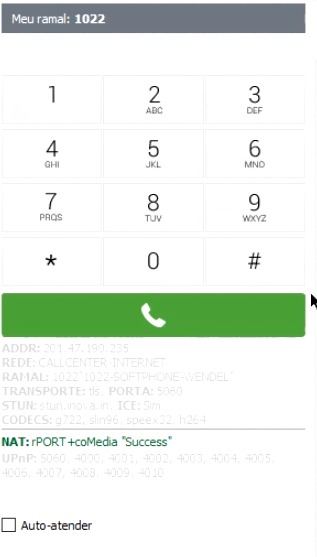 Meu ramal: 1022
1 2 3
ABC DEF
4 5 6
GHI JKL MNO
7 8 9
PRQS TUV WXYZ
* 0 #
ADDR: 201.47.190.235
REDE: CALLCENTER-INTERNET
RAMAL: 1022"1022-SOFTPHONE-WENDEL"
TRANSPORTE: tls, PORTA: 5060
STUN: stun.inova.in, ICE: Sim
CODECS: g722, slin96, speex32, h264
NAT: rPORT+coMedia "Success"
UPnP: 5060, 4000, 4001, 4002, 4003, 4004, 4005,
4006, 4007, 4008, 4009, 4010
Auto-atender